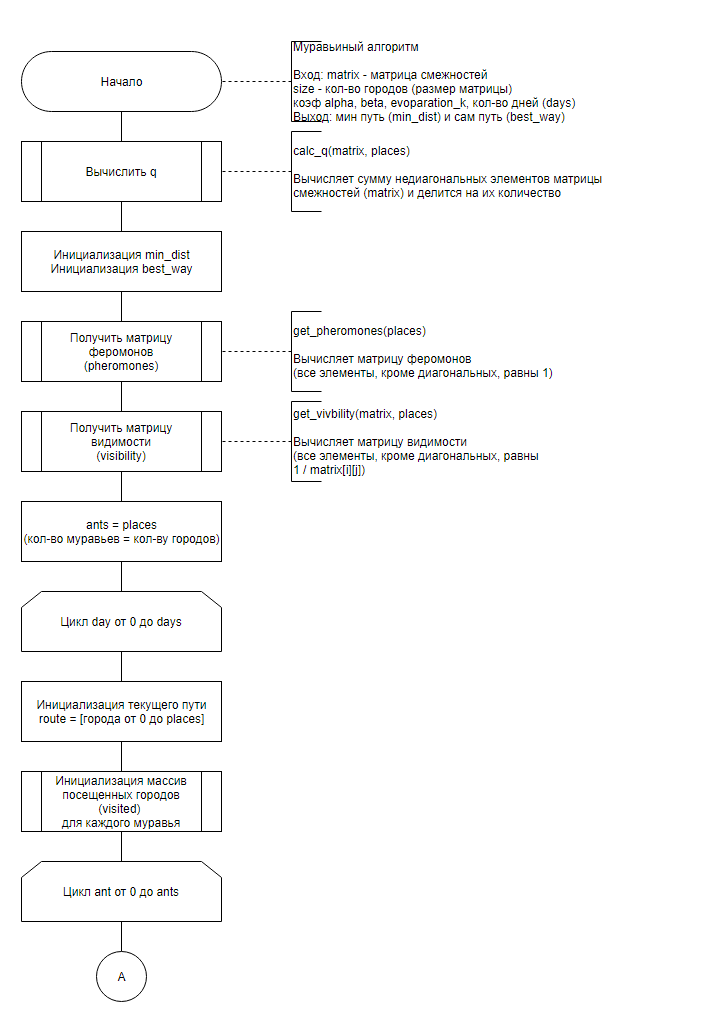 Начало
Муравьиный алгоритм
Вход: matrix - матрица смежностей
size - кол-во городов (размер матрицы)
коэф alpha, beta, evoparation_k, кол-во дней (days)
Выход: мин путь (min_dist) и сам путь (best_way)
Вычислить q
calc_q(matrix, places)
Вычисляет сумму недиагональных элементов матрицы
смежностей (matrix) и делится на их количество
Инициализация min_dist
Инициализация best_way
Получить матрицу
феромонов
(pheromones)
get_pheromones(places)
Вычисляет матрицу феромонов
(все элементы, кроме диагональных, равны 1)
Получить матрицу
видимости
(visibility)
get_vivbility(matrix, places)
Вычисляет матрицу видимости
(все элементы, кроме диагональных, равны
1 / matrix[i][j])
ants = places
(кол-во муравьев = кол-ву городов)
Цикл day от 0 до days
Инициализация текущего пути
route = [города от 0 до places]
Инициализация массив
посещенных городов
(visited)
для каждого муравья
Цикл ant от 0 до ants
A